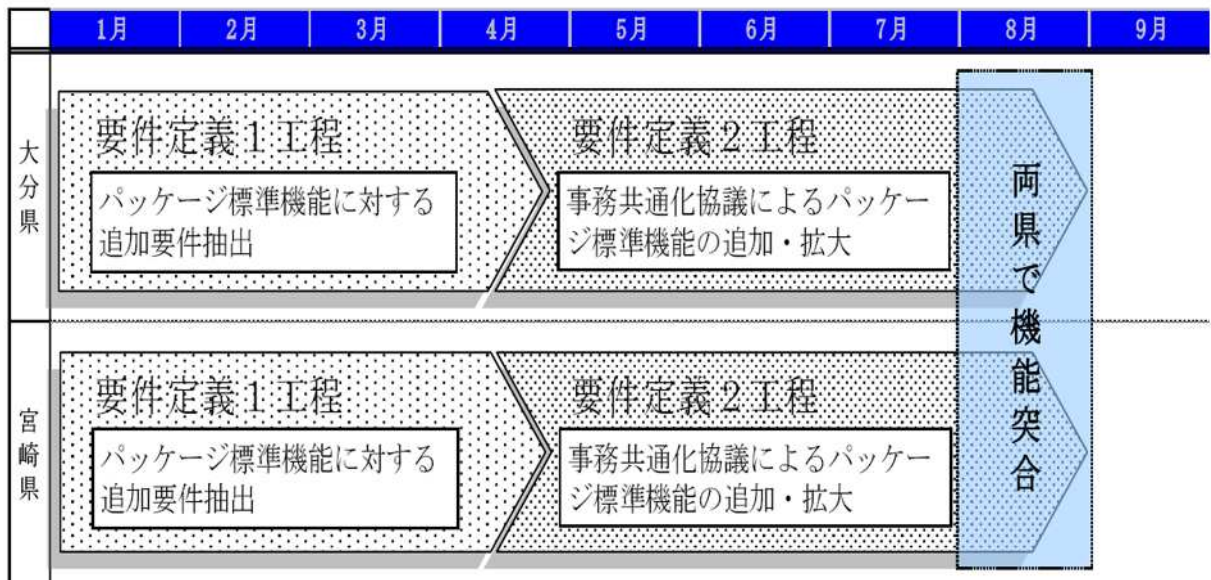 1月 2月 3月 4月 5月 6月 7月 8月 9月
大分県
要件定義1工程
パッケージ標準機能に対する
追加要件抽出
要件定義2工程
事務共通化協議によるパッケー
ジ標準機能の追加・拡大
両県で機能突合
宮崎県
要件定義1工程
パッケージ標準機能に対する
追加要件抽出
要件定義2工程
事務共通化協議によるパッケー
ジ標準機能の追加・拡大